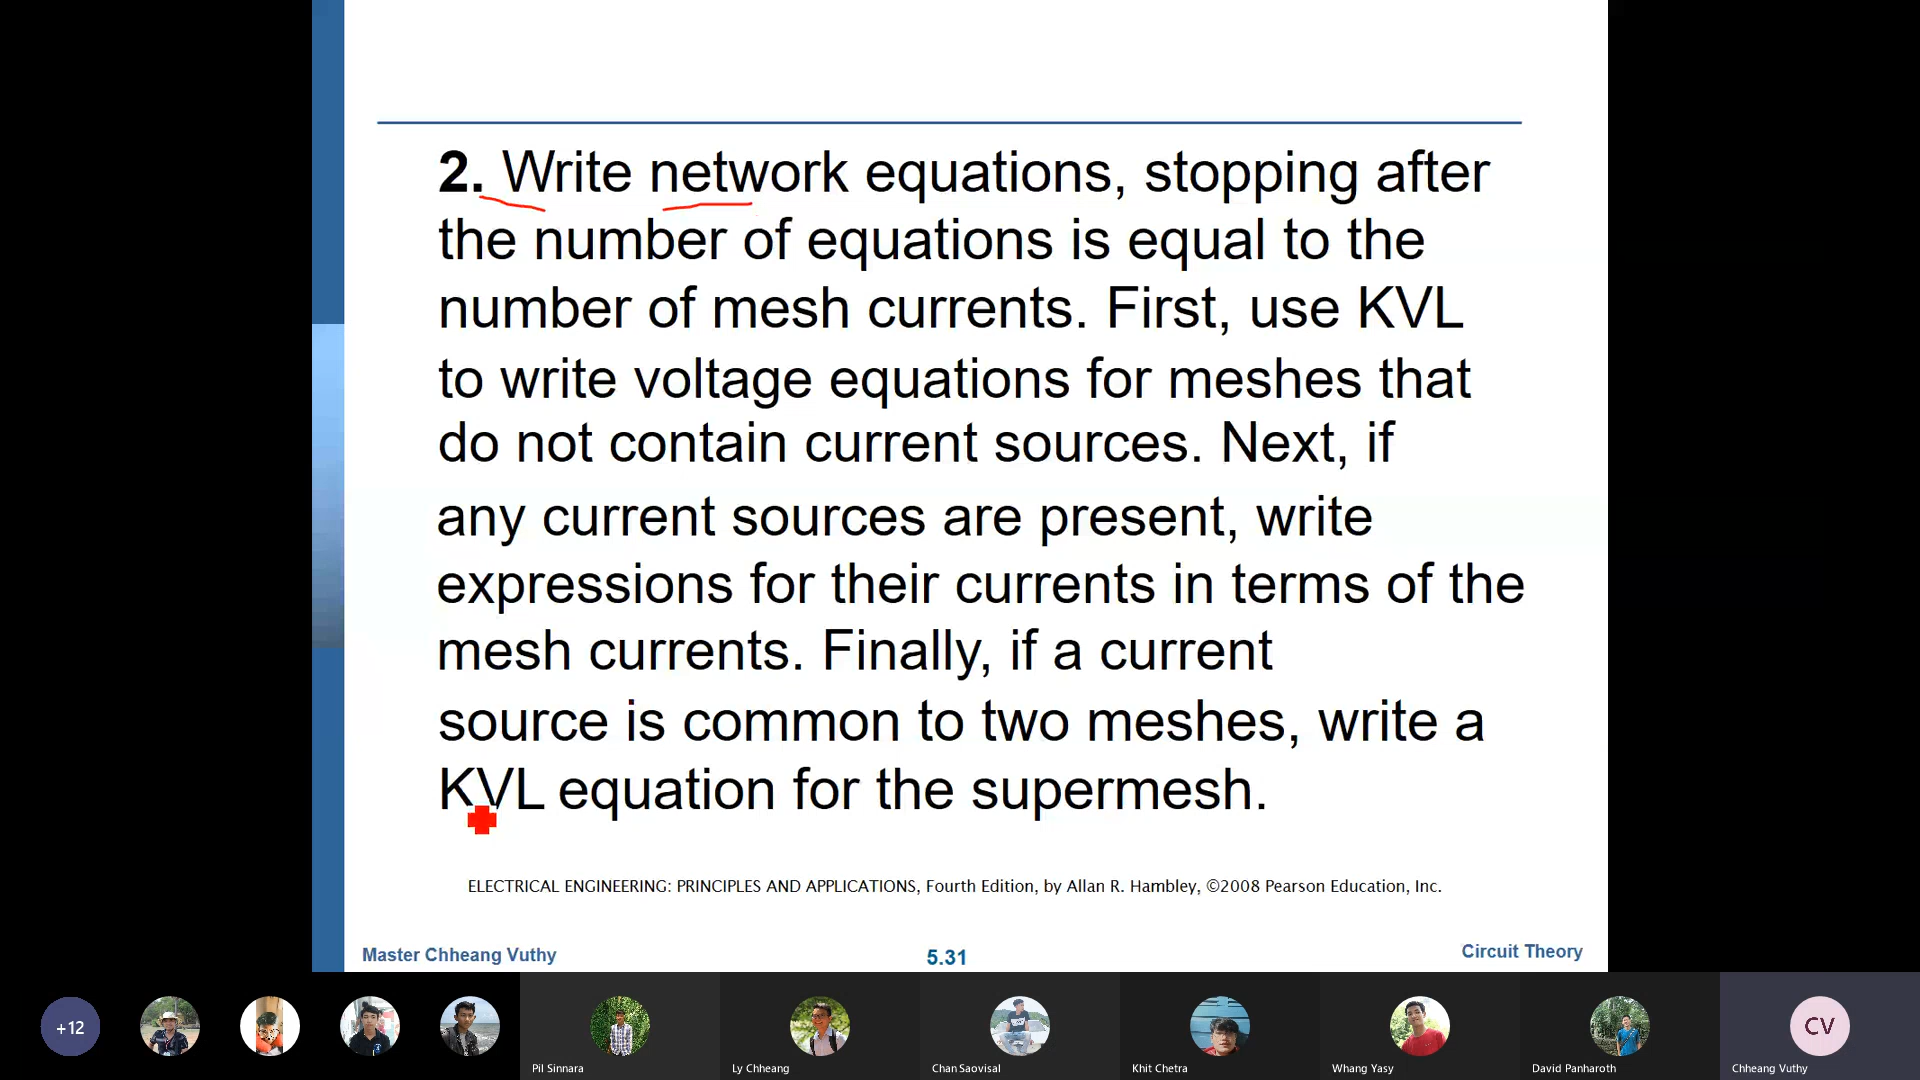 2. Write network equations, stopping after
the number of equations is equal to the
number of mesh currents. First, use KVL
to write voltage equations for meshes that
do not contain current sources. Next, if
any current sources are present, write
expressions for their currents in terms of the
mesh currents. Finally, if a current
source is common to two meshes, write a
KVL equation for the supermesh.
ELECTRICAL ENGINEERING: PRINCIPLES AND APPLICATIONS, Fourth Edition, by Allan R. Hambley, ©2008 Pearson Education, Inc.
Master Chheang Vuthy 5.31 Circuit Theory
+12 CV
Pil Sinnara Ly Chheang Chan Saovisal Khit Chetra Whang Yasy David Panharoth Chheang Vuthy